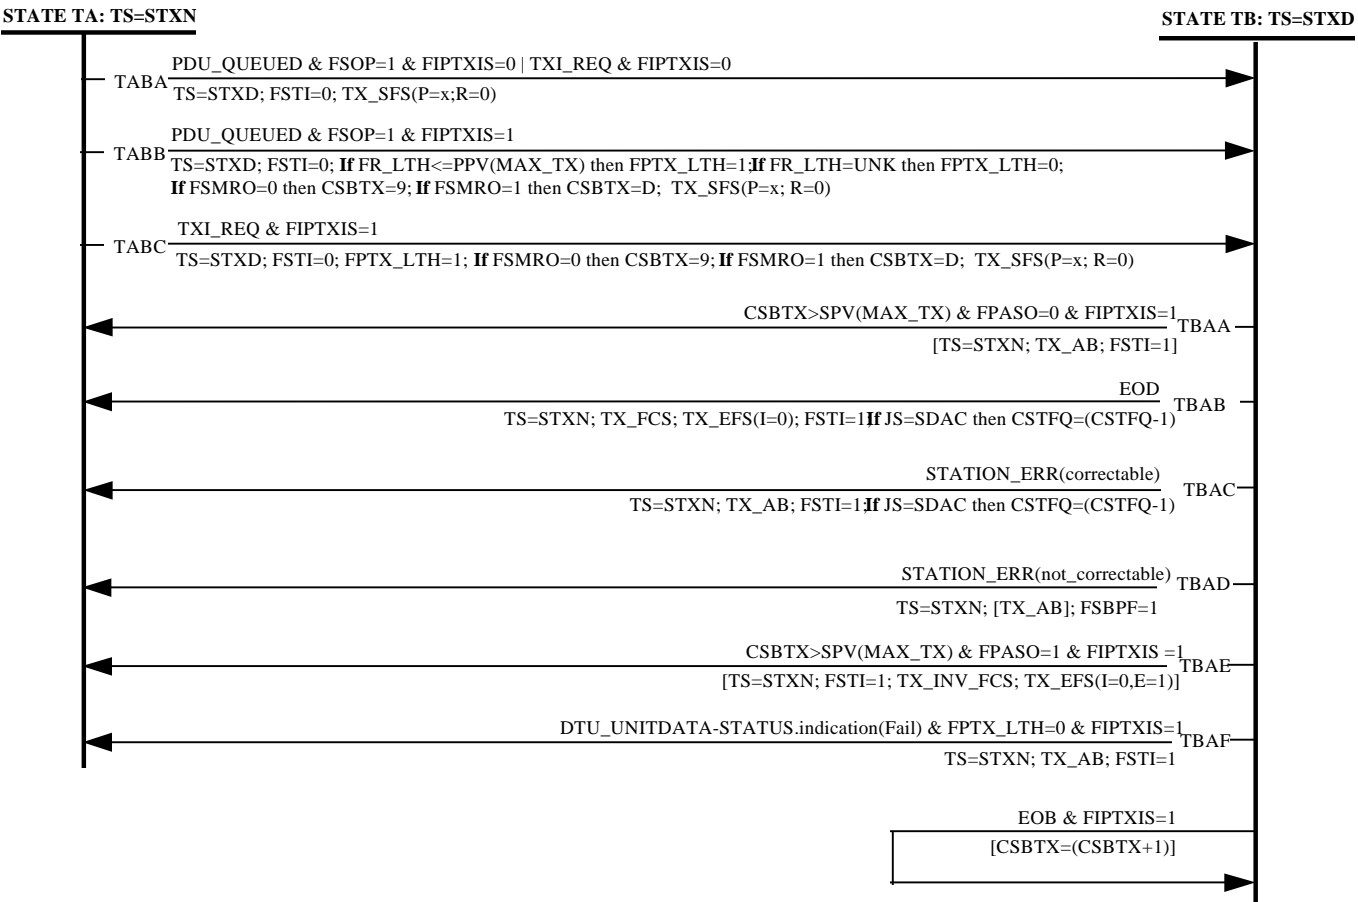 STATE TA: TS=STXN
STATE TB: TS=STXD
PDU_QUEUED & FSOP=1 & FIPTXIS=0 | TXI_REQ & FIPTXIS=0
TABA
TS=STXD; FSTI=0; TX_SFS(P=x;R=0)
PDU_QUEUED & FSOP=1 & FIPTXIS=1
TABB
TS=STXD; FSTI=0; If FR_LTH<=PPV(MAX_TX) then FPTX_LTH=1;If FR_LTH=UNK then FPTX_LTH=0;
If FSMRO=0 then CSBTX=9; If FSMRO=1 then CSBTX=D; TX_SFS(P=x; R=0)
TXI_REQ & FIPTXIS=1
TABC
TS=STXD; FSTI=0; FPTX_LTH=1; If FSMRO=0 then CSBTX=9; If FSMRO=1 then CSBTX=D; TX_SFS(P=x; R=0)
CSBTX>SPV(MAX_TX) & FPASO=0 & FIPTXIS=1
TBAA
[TS=STXN; TX_AB; FSTI=1]
EOD
TBAB
TS=STXN; TX_FCS; TX_EFS(I=0); FSTI=1;If JS=SDAC then CSTFQ=(CSTFQ-1)
STATION_ERR(correctable)
TBAC
TS=STXN; TX_AB; FSTI=1;If JS=SDAC then CSTFQ=(CSTFQ-1)
STATION_ERR(not_correctable)
TBAD
TS=STXN; [TX_AB]; FSBPF=1
CSBTX>SPV(MAX_TX) & FPASO=1 & FIPTXIS =1
TBAE
[TS=STXN; FSTI=1; TX_INV_FCS; TX_EFS(I=0,E=1)]
DTU_UNITDATA-STATUS.indication(Fail) & FPTX_LTH=0 & FIPTXIS=1
TBAF
TS=STXN; TX_AB; FSTI=1
EOB & FIPTXIS=1
[CSBTX=(CSBTX+1)]